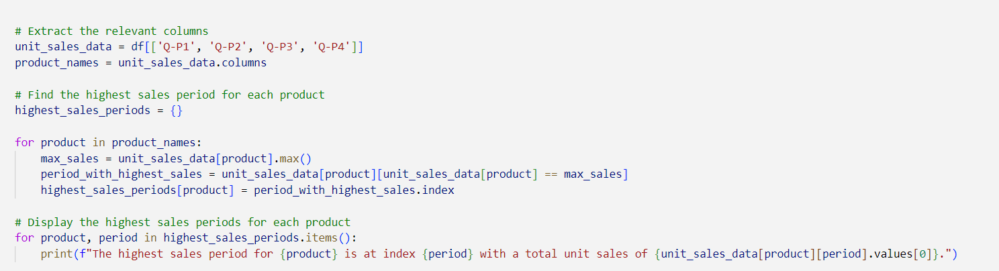 # Extract the relevant columns
unit_sales_data = df[['Q-P1', 'Q-P2', 'Q-P3', 'Q-P4']]
product_names = unit_sales_data.columns

# Find the highest sales period for each product
highest_sales_periods = {}

for product in product_names:
    max_sales = unit_sales_data[product].max()
    period_with_highest_sales = unit_sales_data[product][unit_sales_data[product] == max_sales]
    highest_sales_periods[product] = period_with_highest_sales.index

# Display the highest sales periods for each product
for product, period in highest_sales_periods.items():
    print(f"The highest sales period for {product} is at index {period} with a total unit sales of {unit_sales_data[product][period].values[0]}.")